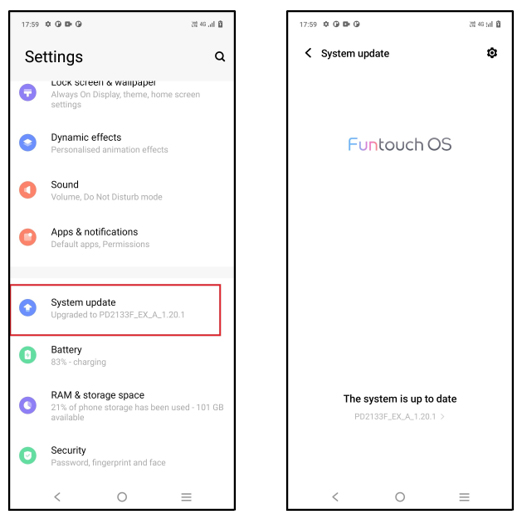 17:59
4G
Settings
Lock screen & wallpaper
Always On Display, theme, home screen
settings
Dynamic effects
Personalised animation effects
Sound
Volume, Do Not Disturb mode
Apps & notifications
Default apps, Permissions
System update
Upgraded to PD2133F_EX_A_1.20.1
Battery
83% - charging
RAM & storage space
21% of phone storage has been used - 101 GB
available
Security
Password, fingerprint and face
17:59
4G
System update
Funtouch OS
The system is up to date
PD2133F_EX_A_1.20.1 >